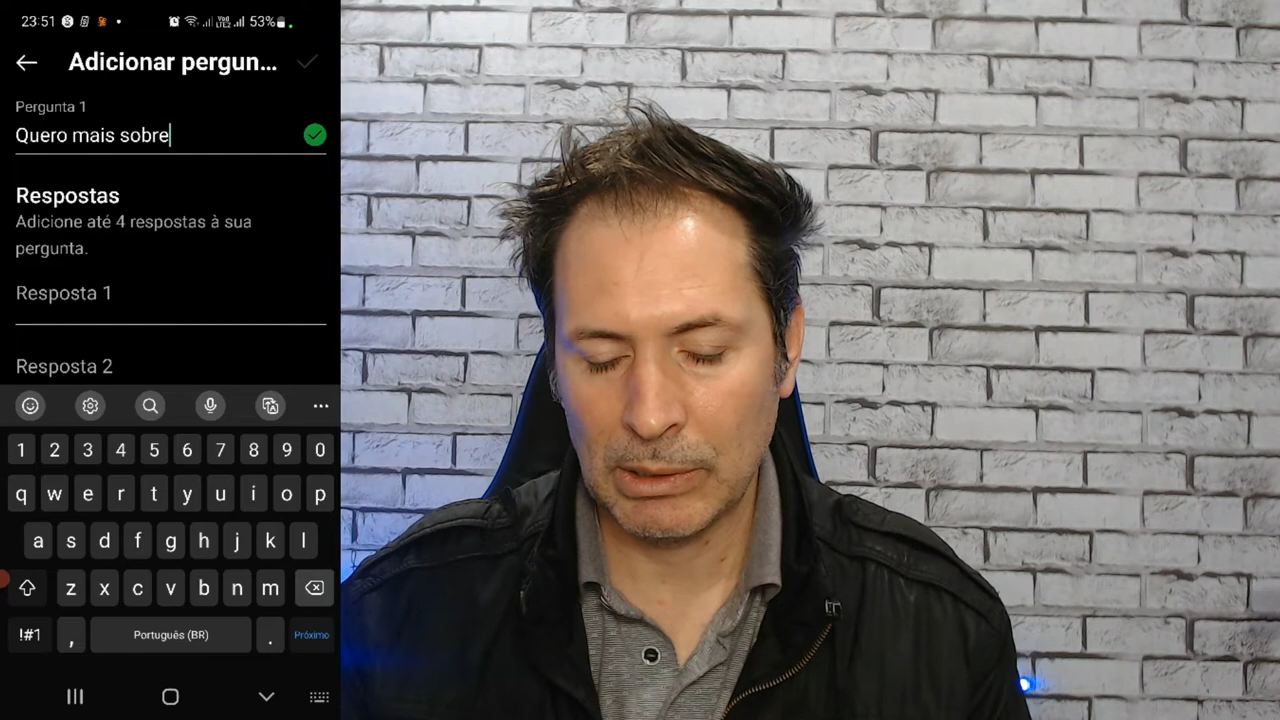 23:51 53%
Adicionar pergun...
Pergunta 1
Quero mais sobre
Respostas
Adicione até 4 respostas à sua
pergunta.
Resposta 1
Resposta 2
1 2 3 4 5 6 7 8 9 0
q w e r t y u i o p
a s d f g h j k l
z x c v b n m
!#1 , Português (BR) . Próximo